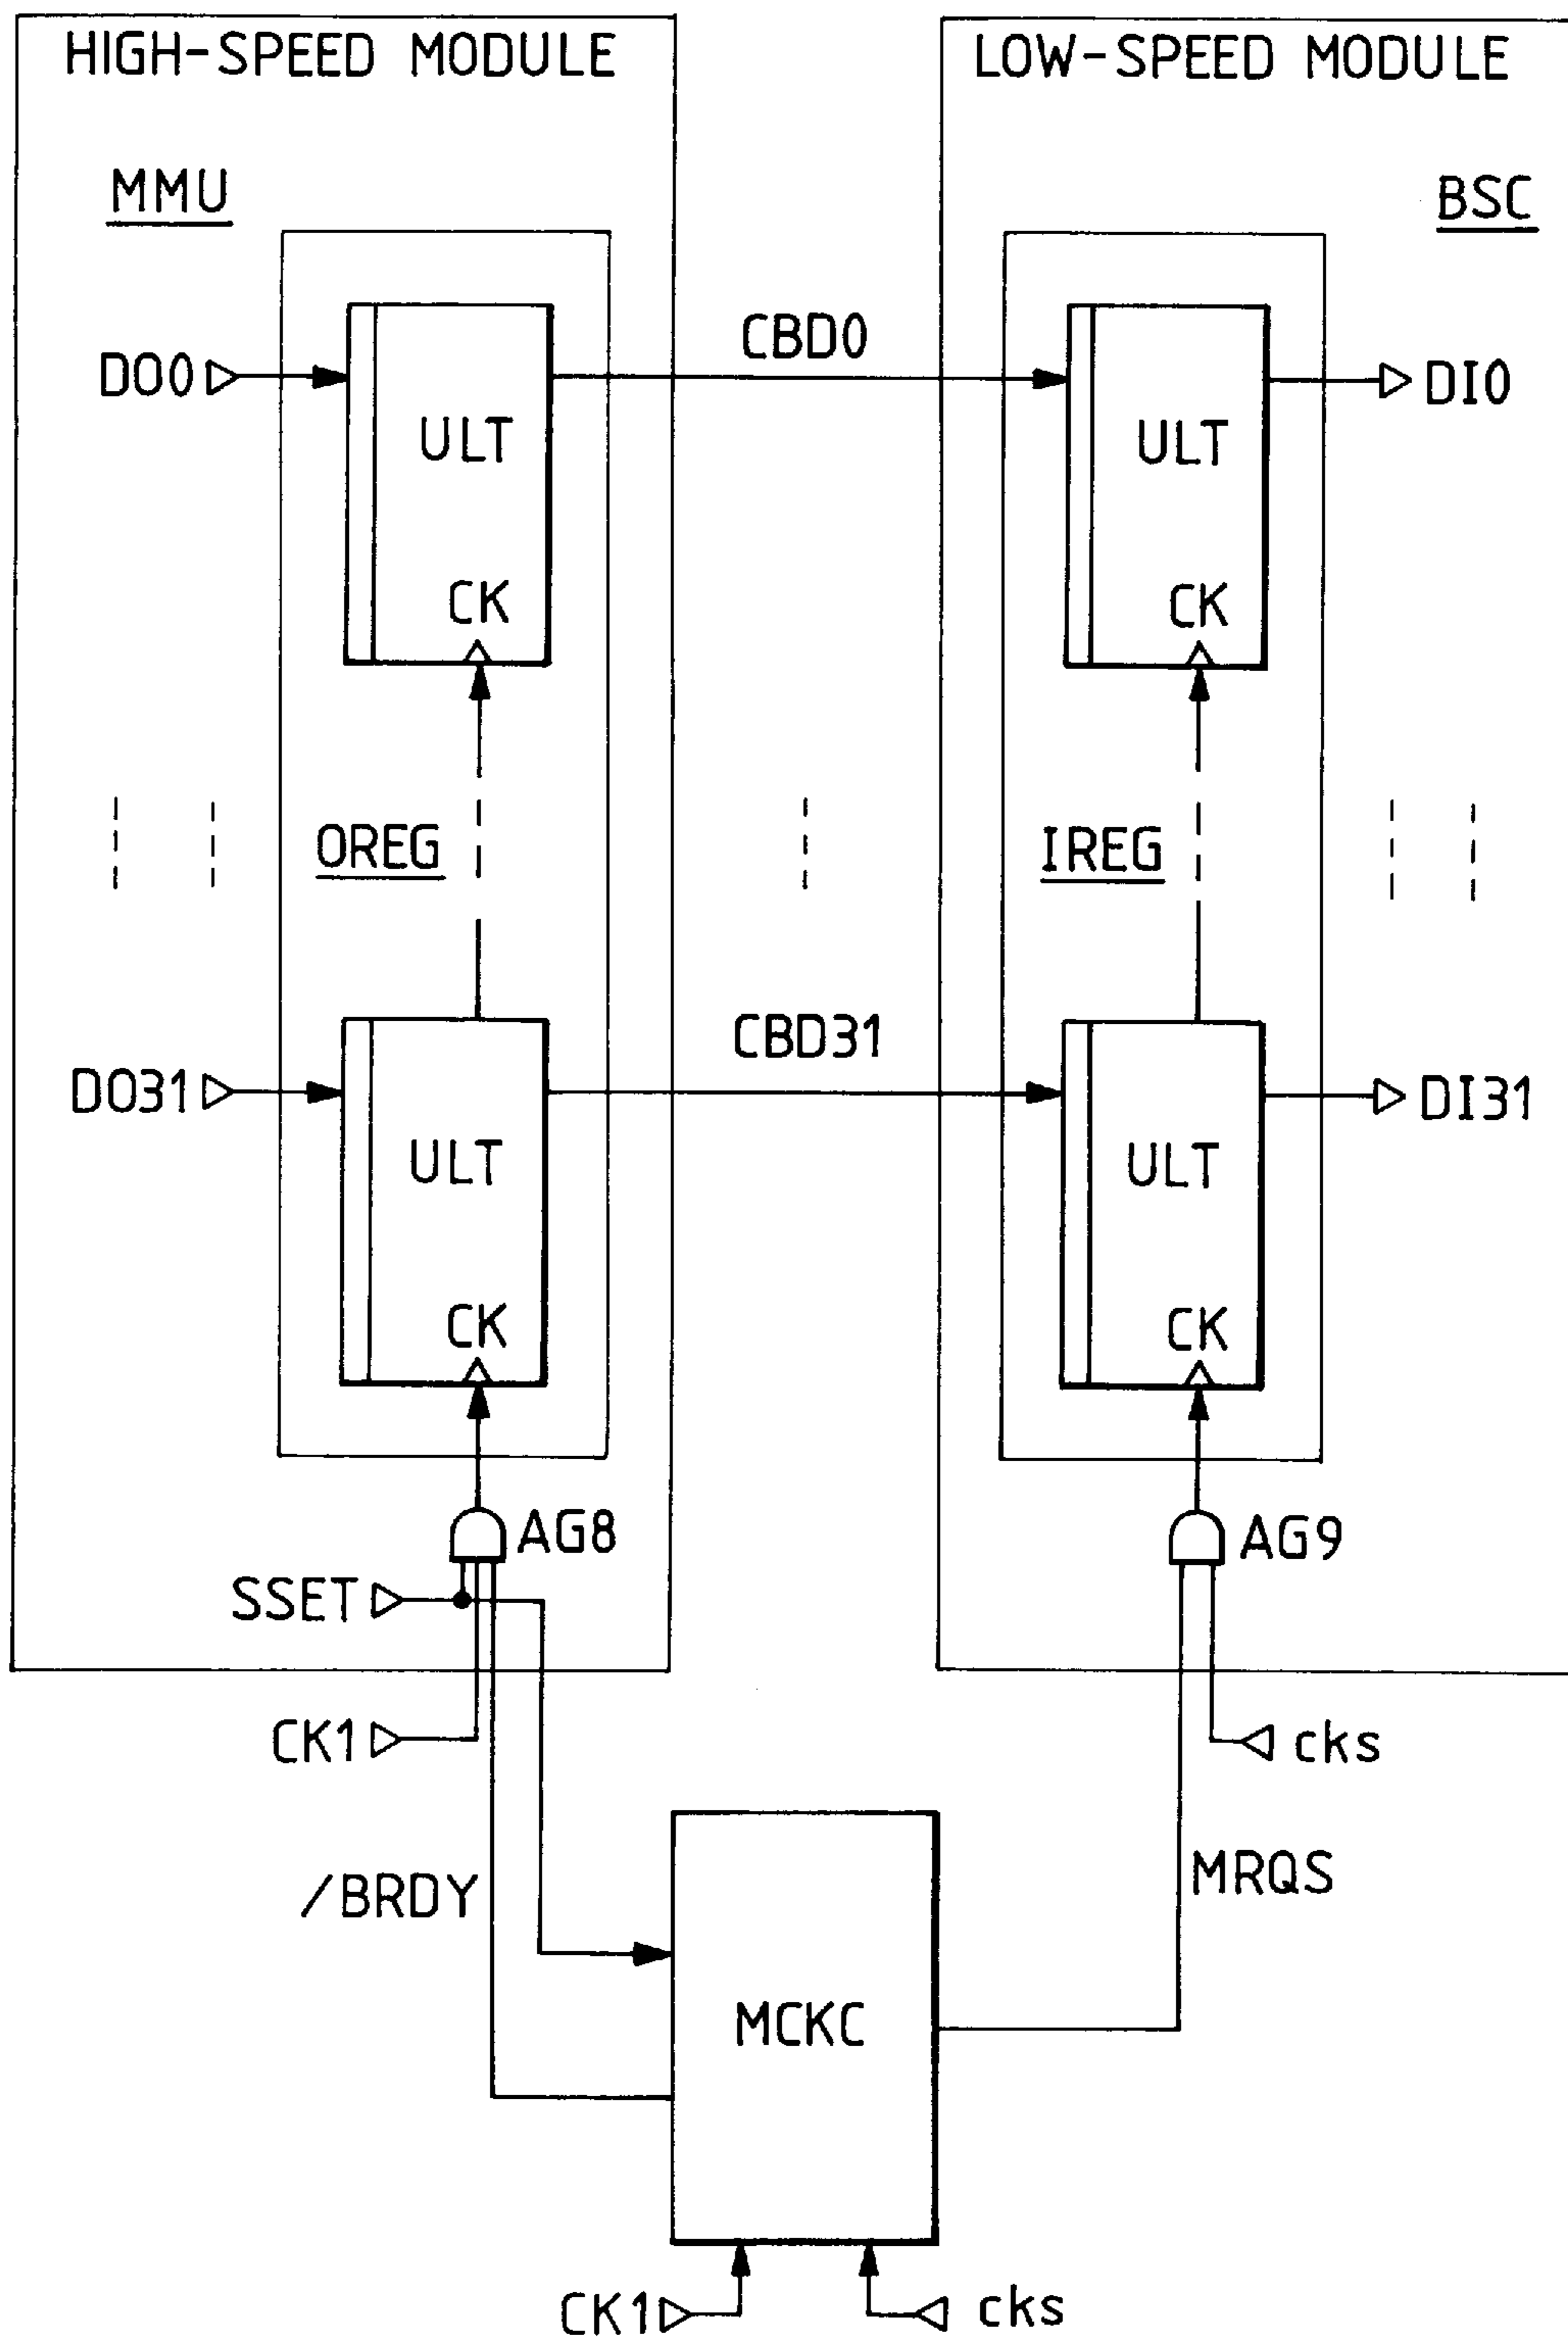 HIGH-SPEED MODULE
LOW-SPEED MODULE
MMU
BSC
DO0
ULT
CK
CBD0
ULT
CK
DI0
OREG
IREG
DO31
ULT
CK
CBD31
ULT
CK
DI31
AG8
AG9
SSET
CK1
cks
/BRDY
MRQS
MCKC
CK1
cks